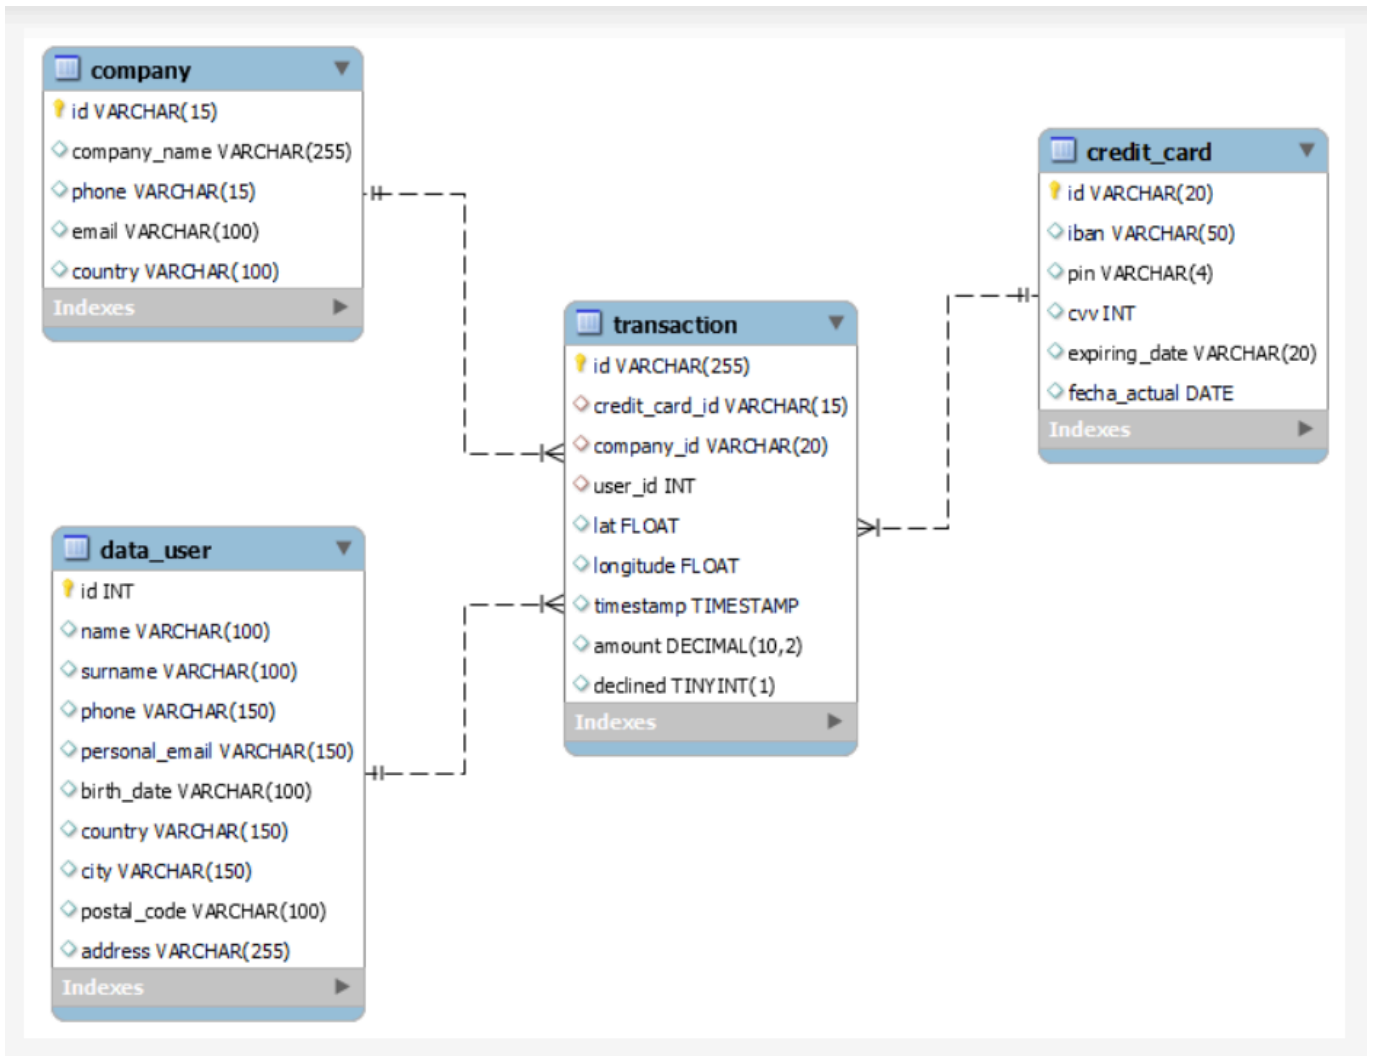 company
id VARCHAR(15)
company_name VARCHAR(255)
phone VARCHAR(15)
email VARCHAR(100)
country VARCHAR(100)
Indexes
credit_card
id VARCHAR(20)
iban VARCHAR(50)
pin VARCHAR(4)
cvv INT
expiring_date VARCHAR(20)
fecha_actual DATE
Indexes
transaction
id VARCHAR(255)
credit_card_id VARCHAR(15)
company_id VARCHAR(20)
user_id INT
lat FLOAT
longitude FLOAT
timestamp TIMESTAMP
amount DECIMAL(10,2)
declined TINYINT(1)
Indexes
data_user
id INT
name VARCHAR(100)
surname VARCHAR(100)
phone VARCHAR(150)
personal_email VARCHAR(150)
birth_date VARCHAR(100)
country VARCHAR(150)
city VARCHAR(150)
postal_code VARCHAR(100)
address VARCHAR(255)
Indexes